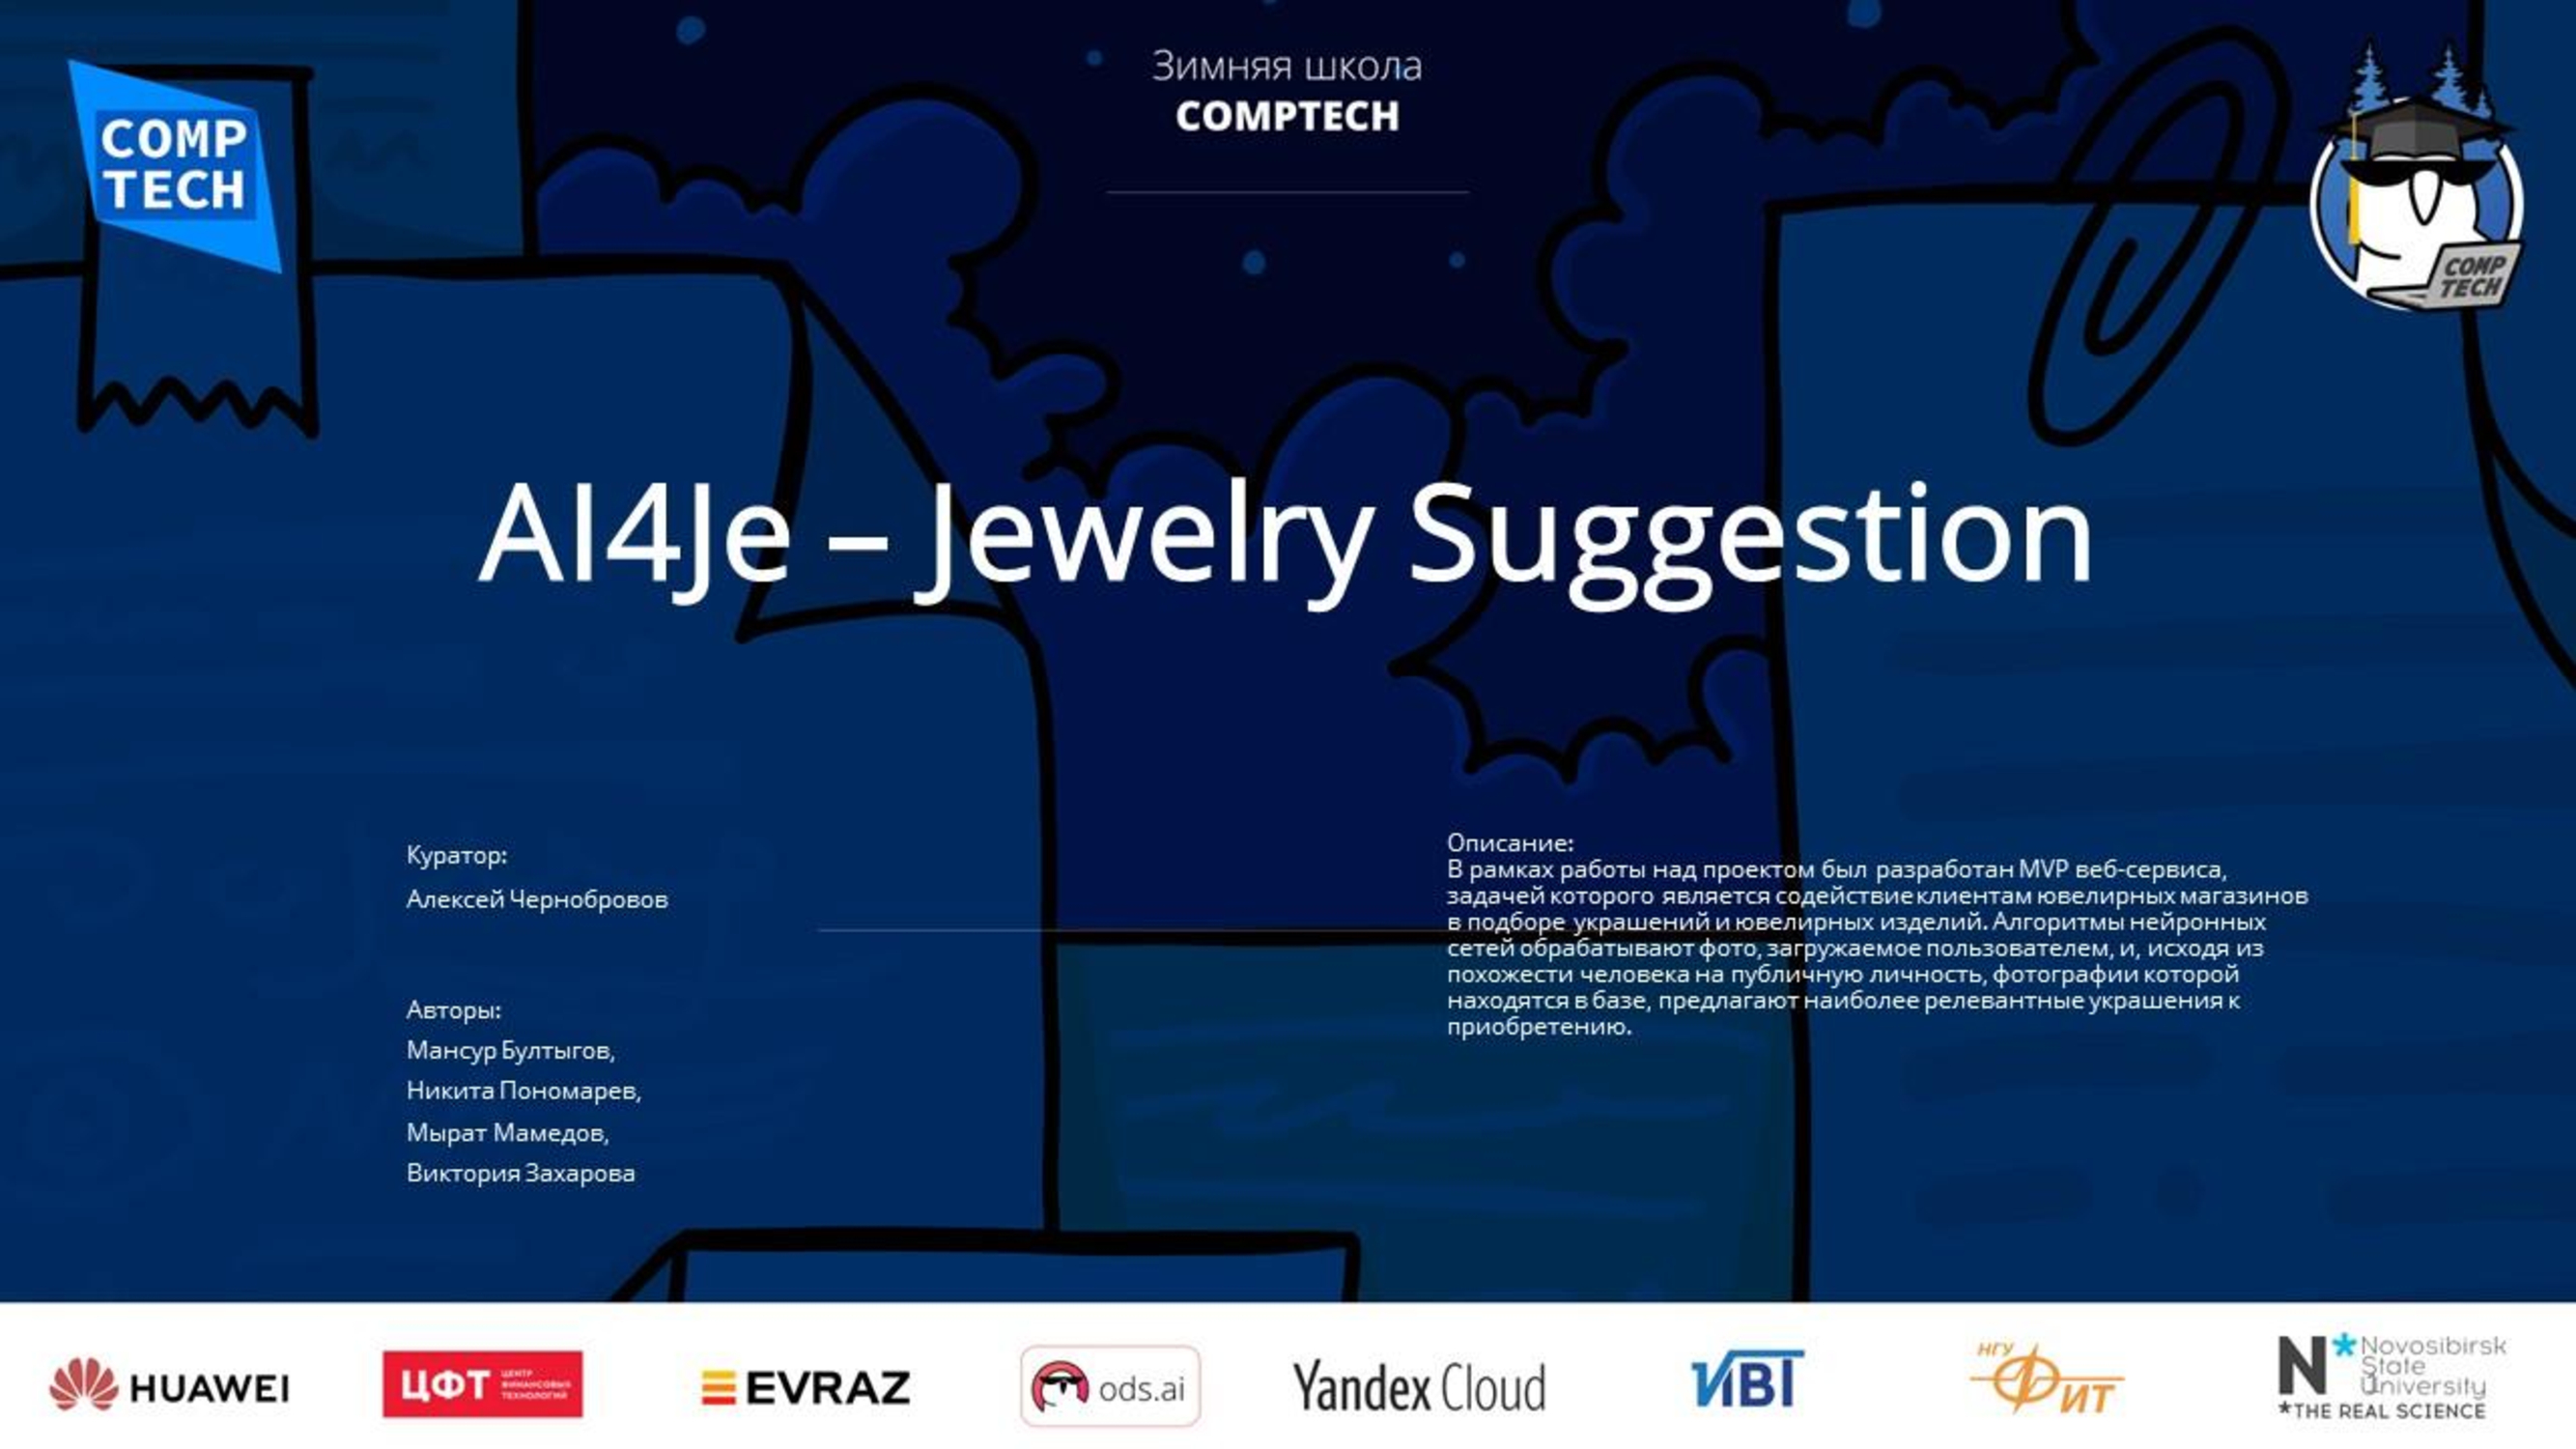 Зимняя школа
COMPTECH
COMP
TECH
COMP
TECH
AI4Je – Jewelry Suggestion
Куратор:
Алексей Чернобровов
Авторы:
Мансур Бултыгов,
Никита Пономарев,
Мырат Мамедов,
Виктория Захарова
Описание:
В рамках работы над проектом был разработан MVP веб-сервиса,
задачей которого является содействие клиентам ювелирных магазинов
в подборе украшений и ювелирных изделий. Алгоритмы нейронных
сетей обрабатывают фото, загружаемое пользователем, и, исходя из
похожести человека на публичную личность, фотографии которой
находятся в базе, предлагают наиболее релевантные украшения к
приобретению.
HUAWEI
ЦФТ
ЦЕНТР
ФИНАНСОВЫХ
ТЕХНОЛОГИЙ
EVRAZ
ods.ai
Yandex Cloud
ИВТ
НГУ
ФИТ
N*
Novosibirsk
State
University
*THE REAL SCIENCE